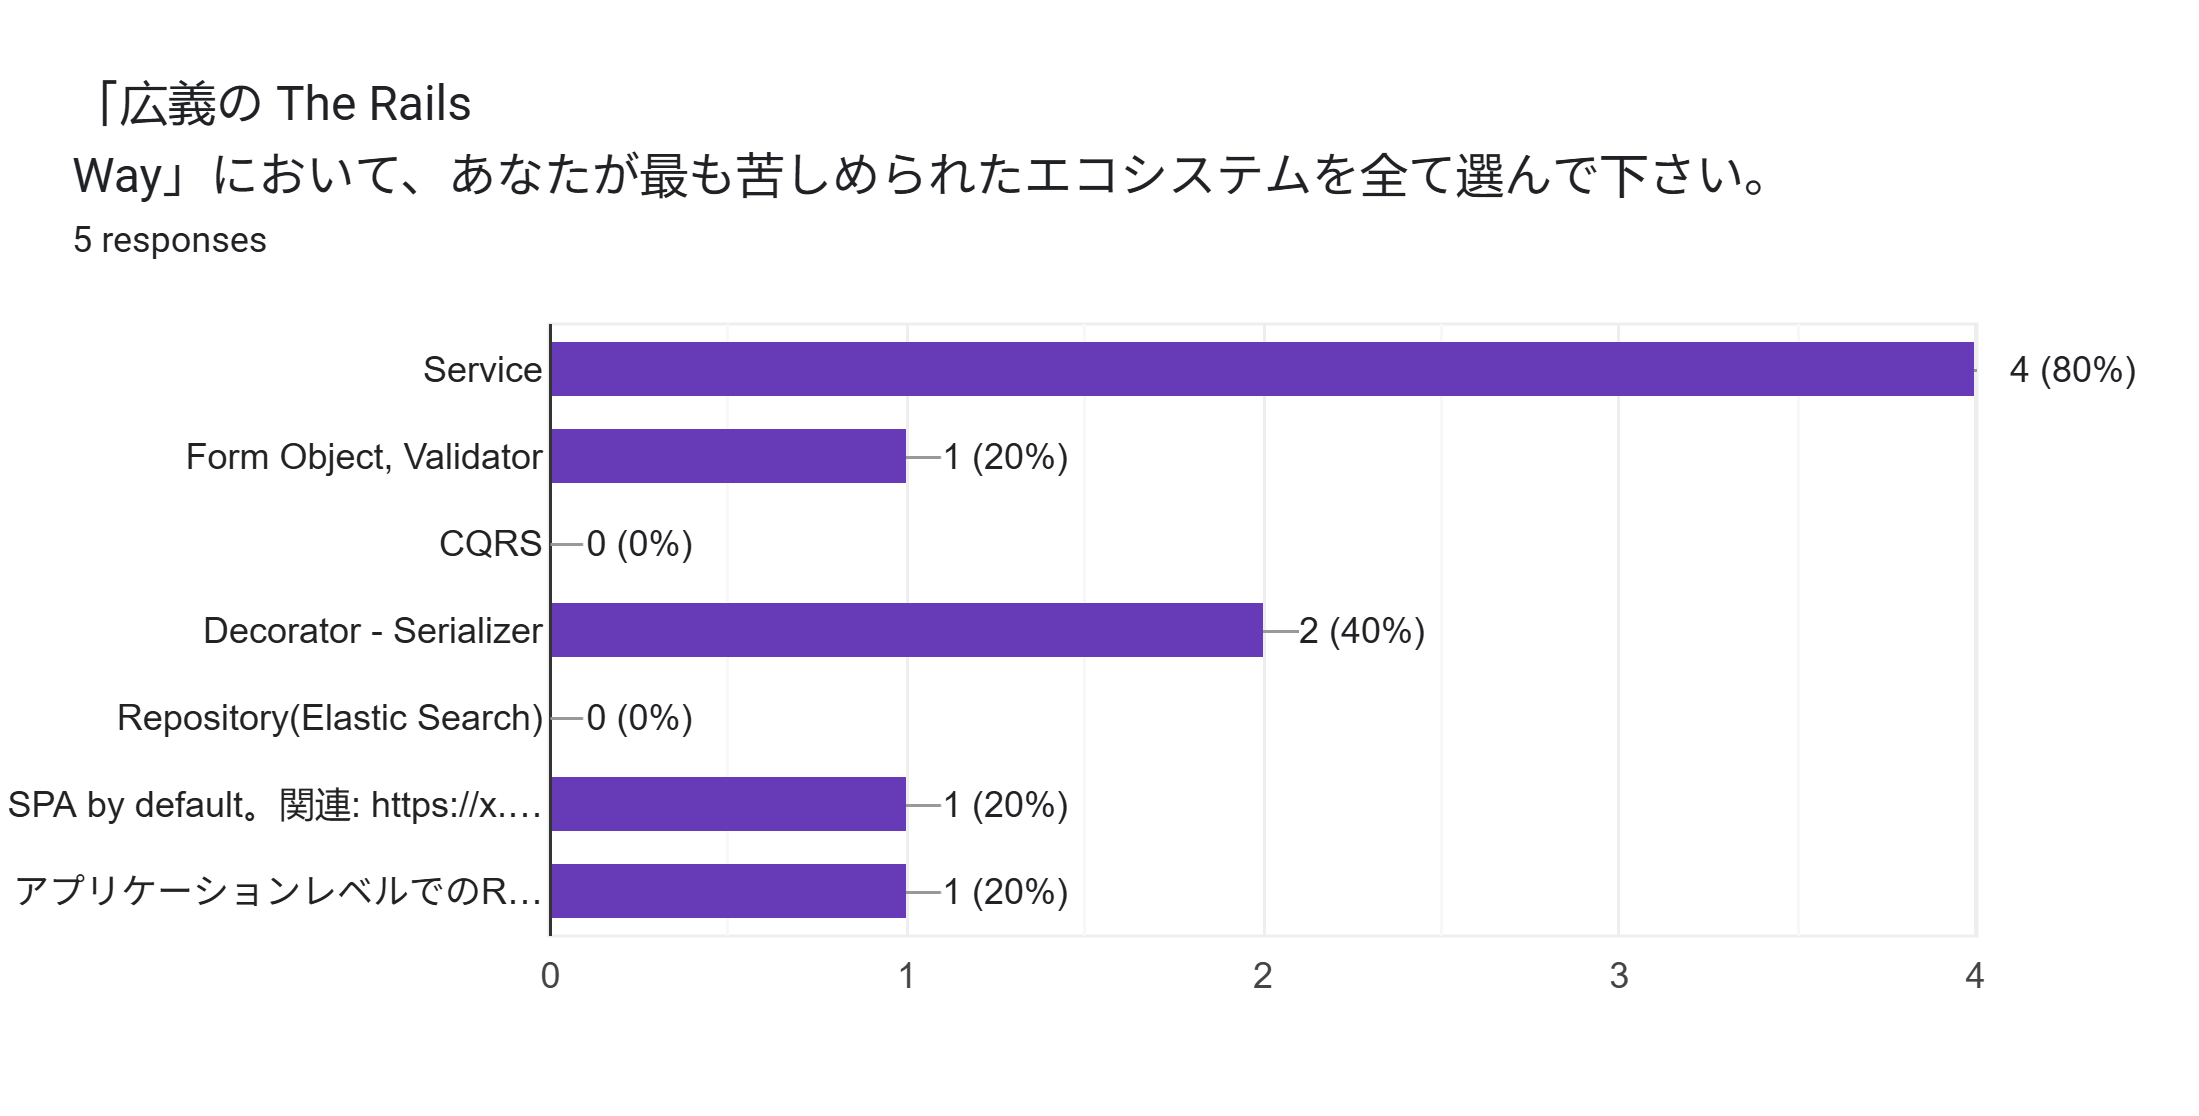 「広義の The Rails
Way」において、あなたが最も苦しめられたエコシステムを全て選んで下さい。
5 responses
Service 4 (80%)
Form Object, Validator 1 (20%)
CQRS 0 (0%)
Decorator - Serializer 2 (40%)
Repository(Elastic Search) 0 (0%)
SPA by default。関連: https://x.… 1 (20%)
アプリケーションレベルでのR… 1 (20%)
0 1 2 3 4